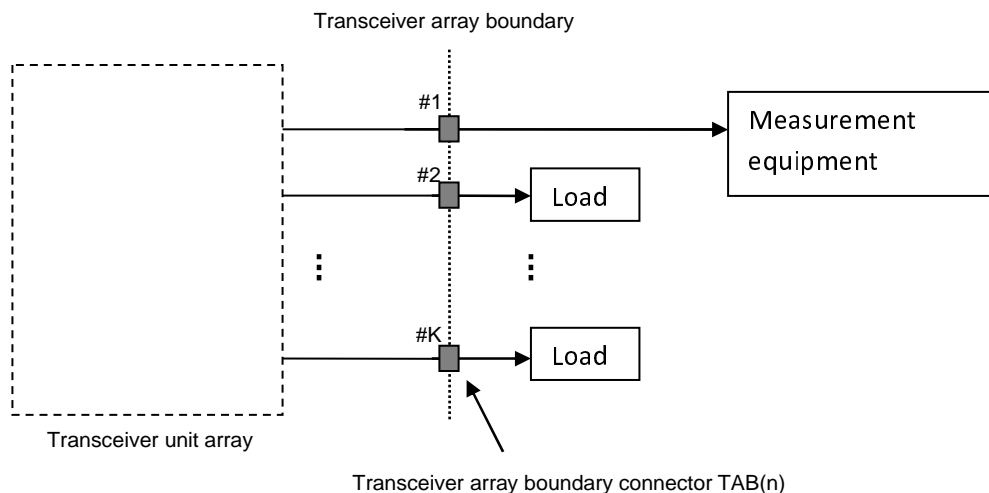 Transceiver array boundary
#1
Measurement
equipment
#2
Load
#K
Load
Transceiver unit array
Transceiver array boundary connector TAB(n)